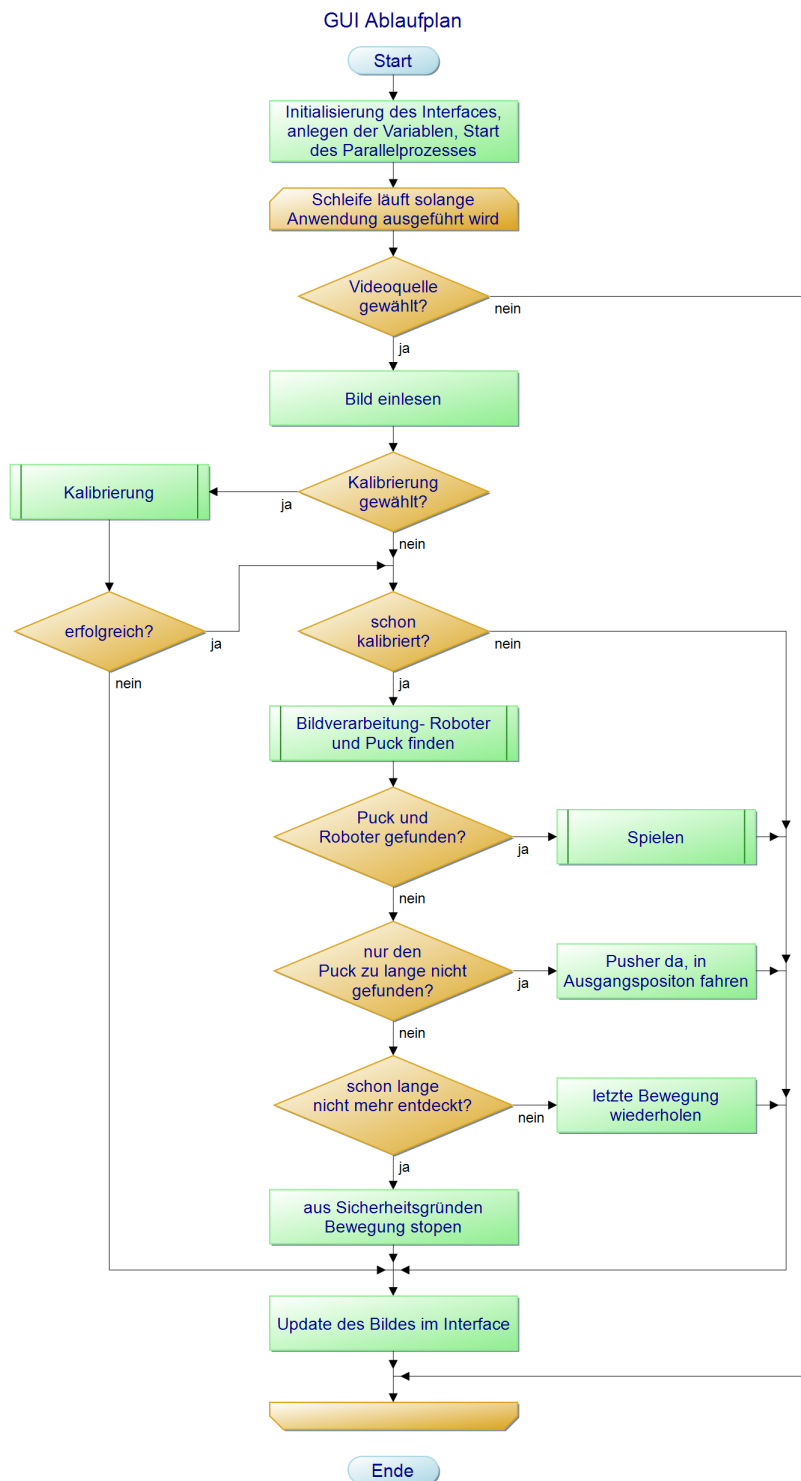 GUI Ablaufplan
Start
Initialisierung des Interfaces,
anlegen der Variablen, Start
des Parallelprozesses
Schleife läuft solange
Anwendung ausgeführt wird
Videoquelle
gewählt?
nein
ja
Bild einlesen
Kalibrierung
gewählt?
ja
nein
Kalibrierung
erfolgreich?
ja
nein
schon
kalibriert?
nein
ja
Bildverarbeitung- Roboter
und Puck finden
Puck und
Roboter gefunden?
ja
Spielen
nein
nur den
Puck zu lange nicht
gefunden?
ja
Pusher da, in
Ausgangspositon fahren
nein
schon lange
nicht mehr entdeckt?
nein
letzte Bewegung
wiederholen
ja
aus Sicherheitsgründen
Bewegung stopen
Update des Bildes im Interface
Ende